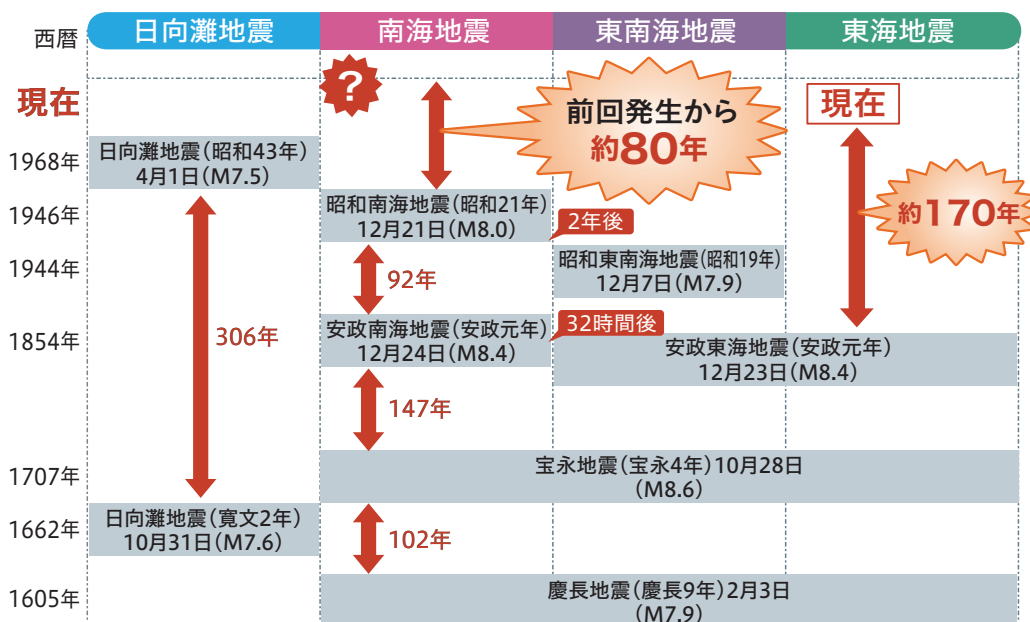 西暦
日向灘地震
南海地震
東南海地震
東海地震
現在
?
前回発生から
約80年
現在
1968年
日向灘地震(昭和43年)
4月1日(M7.5)
1946年
昭和南海地震(昭和21年)
12月21日(M8.0)
2年後
約170年
1944年
昭和東南海地震(昭和19年)
12月7日(M7.9)
92年
306年
1854年
安政南海地震(安政元年)
12月24日(M8.4)
32時間後
安政東海地震(安政元年)
12月23日(M8.4)
147年
1707年
宝永地震(宝永4年)10月28日
(M8.6)
1662年
日向灘地震(寛文2年)
10月31日(M7.6)
102年
1605年
慶長地震(慶長9年)2月3日
(M7.9)